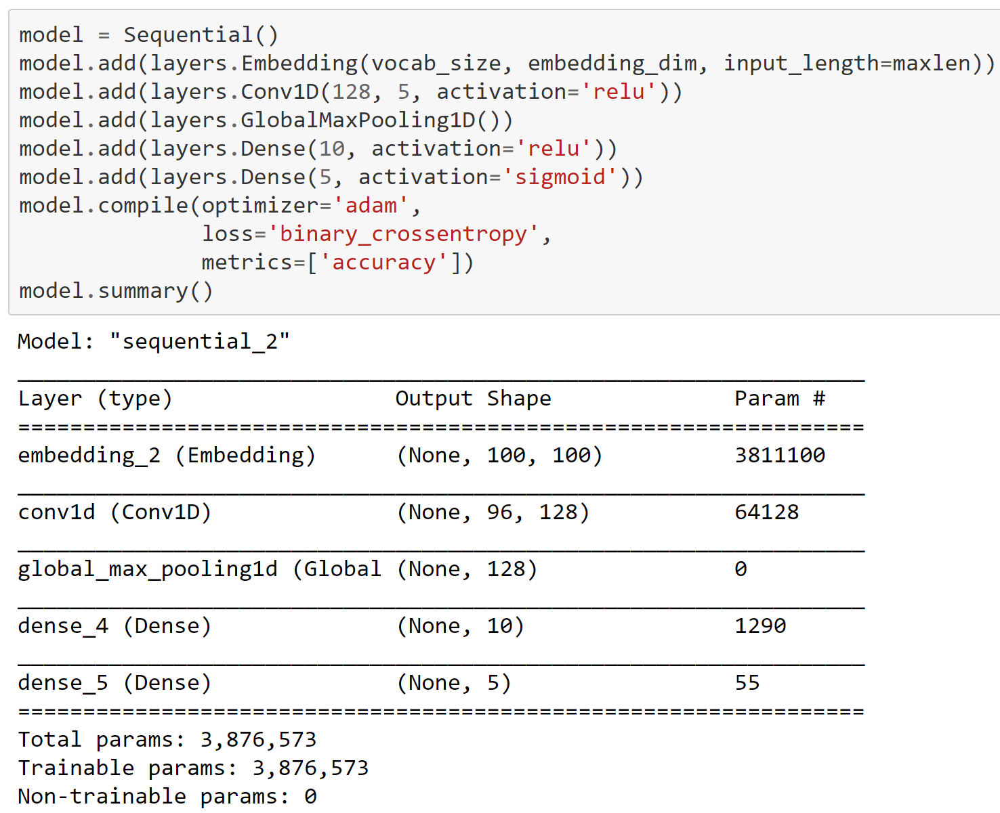 model = Sequential()
model.add(layers.Embedding(vocab_size, embedding_dim, input_length=maxlen))
model.add(layers.Conv1D(128, 5, activation='relu'))
model.add(layers.GlobalMaxPooling1D())
model.add(layers.Dense(10, activation='relu'))
model.add(layers.Dense(5, activation='sigmoid'))
model.compile(optimizer='adam',
              loss='binary_crossentropy',
              metrics=['accuracy'])
model.summary()
Model: "sequential_2"
_________________________________________________________________
Layer (type)                 Output Shape              Param #
=================================================================
embedding_2 (Embedding)      (None, 100, 100)          3811100
_________________________________________________________________
conv1d (Conv1D)              (None, 96, 128)           64128
_________________________________________________________________
global_max_pooling1d (Global (None, 128)               0
_________________________________________________________________
dense_4 (Dense)              (None, 10)                1290
_________________________________________________________________
dense_5 (Dense)              (None, 5)                 55
=================================================================
Total params: 3,876,573
Trainable params: 3,876,573
Non-trainable params: 0